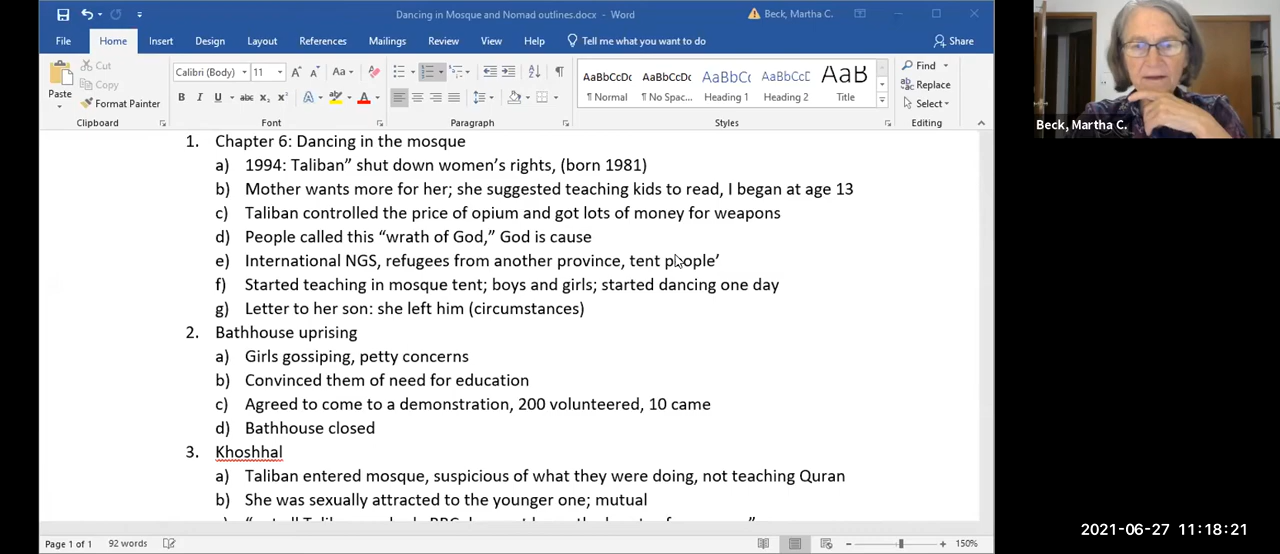 Dancing in Mosque and Nomad outlines.docx - Word
Beck, Martha C.
File Home Insert Design Layout References Mailings Review View Help Tell me what you want to do Share
Paste
Cut
Copy
Format Painter
Clipboard
Calibri (Body) 11
B I U abc X₂ X²
Font
Paragraph
AaBbCcDc AaBbCcDc AaBbCc AaBbCcD AaB
¶ Normal ¶ No Spac... Heading 1 Heading 2 Title
Styles
Find
Replace
Select
Editing
1. Chapter 6: Dancing in the mosque
a) 1994: Taliban” shut down women’s rights, (born 1981)
b) Mother wants more for her; she suggested teaching kids to read, I began at age 13
c) Taliban controlled the price of opium and got lots of money for weapons
d) People called this “wrath of God,” God is cause
e) International NGS, refugees from another province, tent people’
f) Started teaching in mosque tent; boys and girls; started dancing one day
g) Letter to her son: she left him (circumstances)
2. Bathhouse uprising
a) Girls gossiping, petty concerns
b) Convinced them of need for education
c) Agreed to come to a demonstration, 200 volunteered, 10 came
d) Bathhouse closed
3. Khoshhal
a) Taliban entered mosque, suspicious of what they were doing, not teaching Quran
b) She was sexually attracted to the younger one; mutual
Page 1 of 1 92 words 150%
Beck, Martha C.
2021-06-27 11:18:21